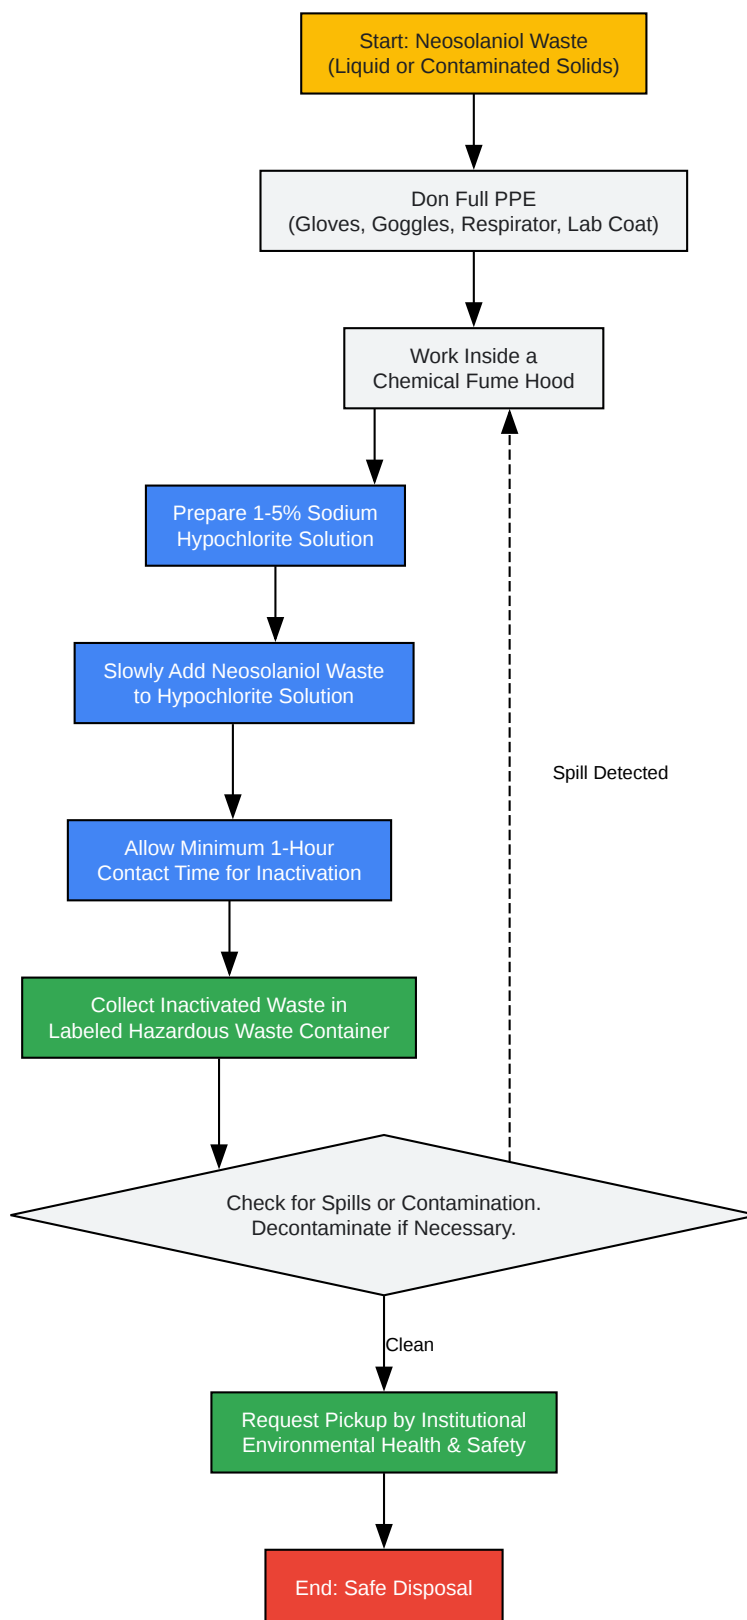 Start: Neosolaniol Waste
(Liquid or Contaminated Solids)
Don Full PPE
(Gloves, Goggles, Respirator, Lab Coat)
Work Inside a
Chemical Fume Hood
Prepare 1-5% Sodium
Hypochlorite Solution
Slowly Add Neosolaniol Waste
to Hypochlorite Solution
Spill Detected
Allow Minimum 1-Hour
Contact Time for Inactivation
Collect Inactivated Waste in
Labeled Hazardous Waste Container
Check for Spills or Contamination.
Decontaminate if Necessary.
Clean
Request Pickup by Institutional
Environmental Health & Safety
End: Safe Disposal